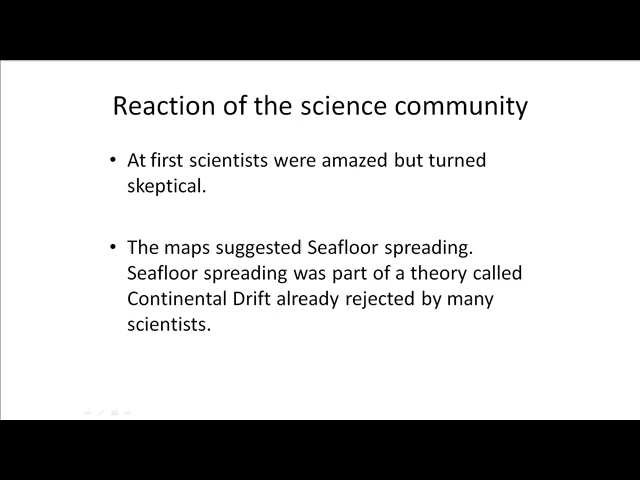 Reaction of the science community
• At first scientists were amazed but turned
skeptical.
• The maps suggested Seafloor spreading.
Seafloor spreading was part of a theory called
Continental Drift already rejected by many
scientists.